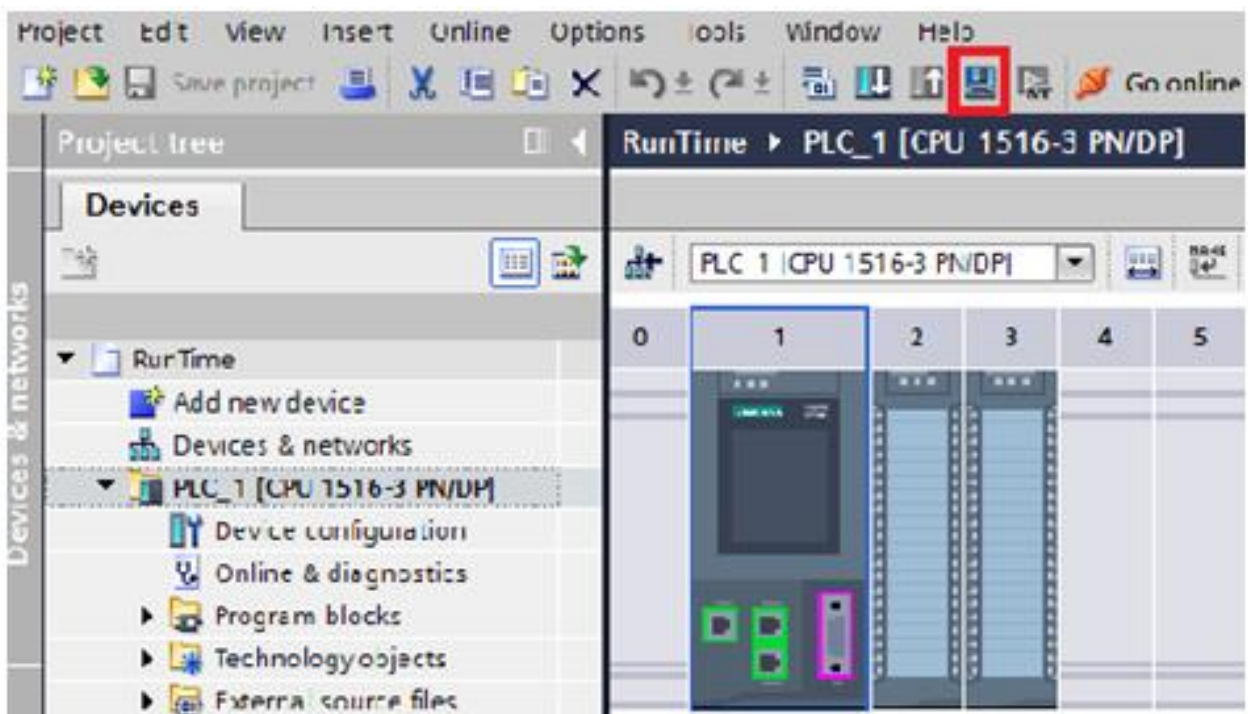 Project Edit View Insert Online Options Tools Window Help
Save project
Go online
Project tree
RunTime ▸ PLC_1 [CPU 1516-3 PN/DP]
Devices
PLC_1 [CPU 1516-3 PN/DP]
Devices & networks
0 1 2 3 4 5
RunTime
Add new device
Devices & networks
PLC_1 [CPU 1516-3 PN/DP]
Device configuration
Online & diagnostics
Program blocks
Technology objects
External source files
SIEMENS